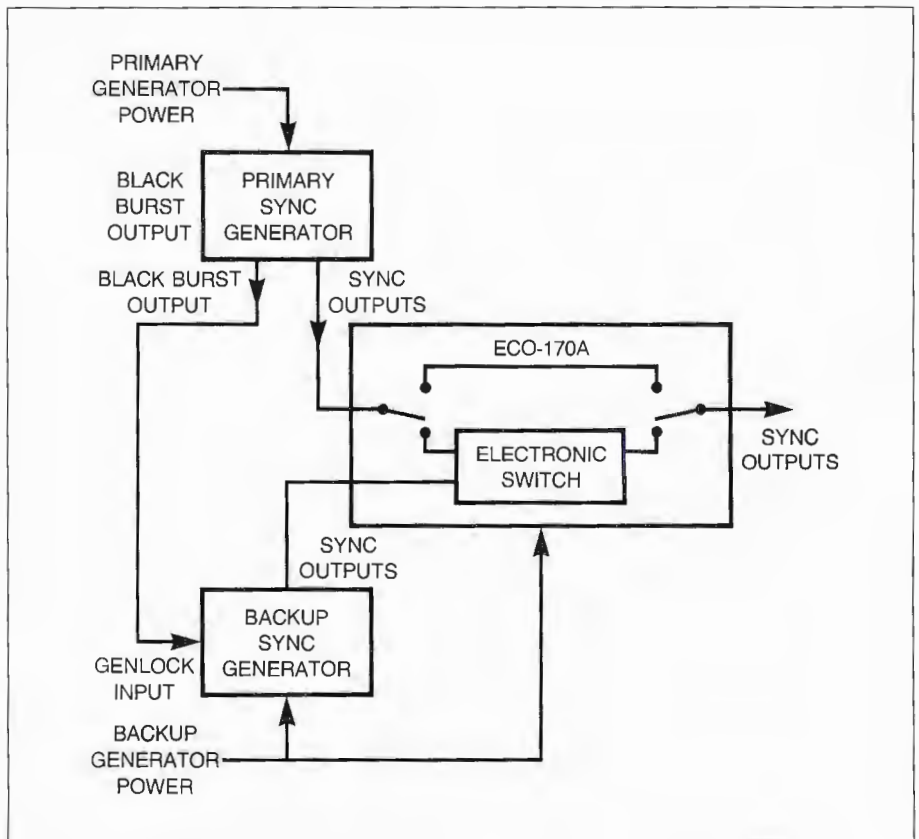 PRIMARY
GENERATOR
POWER
BLACK
BURST
OUTPUT
PRIMARY
SYNC
GENERATOR
BLACK BURST
OUTPUT
SYNC
OUTPUTS
ECO-170A
ELECTRONIC
SWITCH
SYNC
OUTPUTS
SYNC
OUTPUTS
BACKUP
SYNC
GENERATOR
GENLOCK
INPUT
BACKUP
GENERATOR
POWER